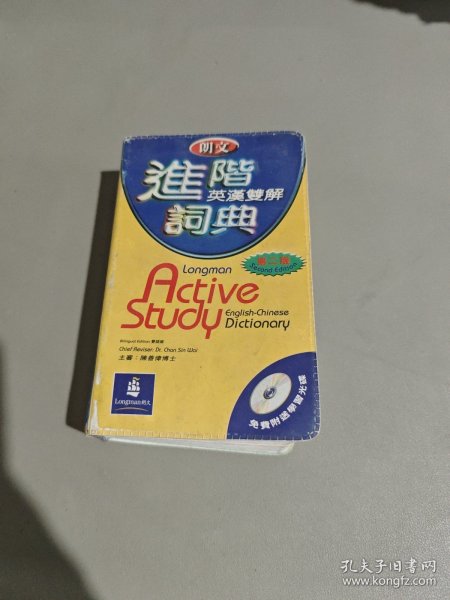 朗文
進階
英漢雙解
詞典
第二版
Second Edition
Longman
Active
Study
English-Chinese
Dictionary
Bilingual Edition 雙語版
Chief Reviser: Dr. Chan Sin Wai
主審：陳善偉博士
Longman朗文
免費附送學習光碟
孔夫子旧书网
www.kongfz.com